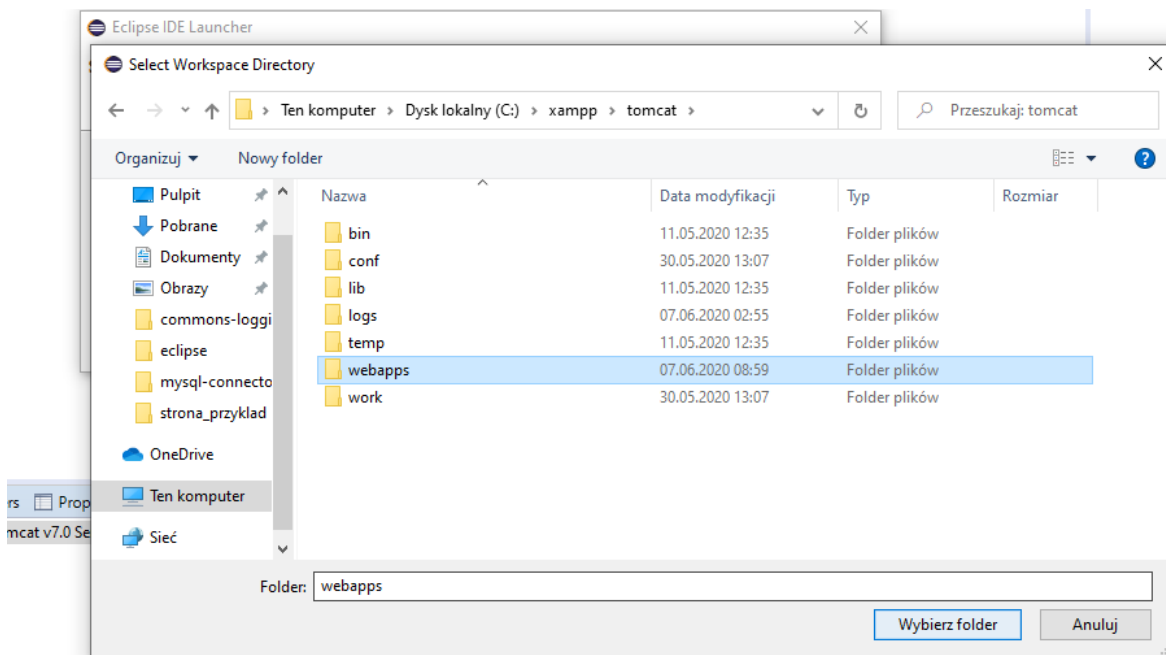 Eclipse IDE Launcher
Select Workspace Directory
Ten komputer > Dysk lokalny (C:) > xampp > tomcat >
Przeszukaj: tomcat
Organizuj
Nowy folder
?
Pulpit
Pobrane
Dokumenty
Obrazy
commons-loggi
eclipse
mysql-connecto
strona_przyklad
OneDrive
Ten komputer
Sieć
Nazwa Data modyfikacji Typ Rozmiar
bin 11.05.2020 12:35 Folder plików
conf 30.05.2020 13:07 Folder plików
lib 11.05.2020 12:35 Folder plików
logs 07.06.2020 02:55 Folder plików
temp 11.05.2020 12:35 Folder plików
webapps 07.06.2020 08:59 Folder plików
work 30.05.2020 13:07 Folder plików
rs Prop
mcat v7.0 Se
Folder: webapps
Wybierz folder Anuluj